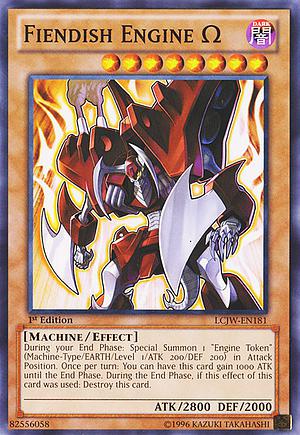 FIENDISH ENGINE Ω
DARK
闇
1st Edition
LCJW-EN181
[MACHINE/EFFECT]
During your End Phase: Special Summon 1 "Engine Token"
(Machine-Type/EARTH/Level 1/ATK 200/DEF 200) in Attack
Position. Once per turn: You can have this card gain 1000 ATK
until the End Phase. During the End Phase, if this effect of this
card was used: Destroy this card.
ATK/2800 DEF/2000
82556058
©1996 KAZUKI TAKAHASHI